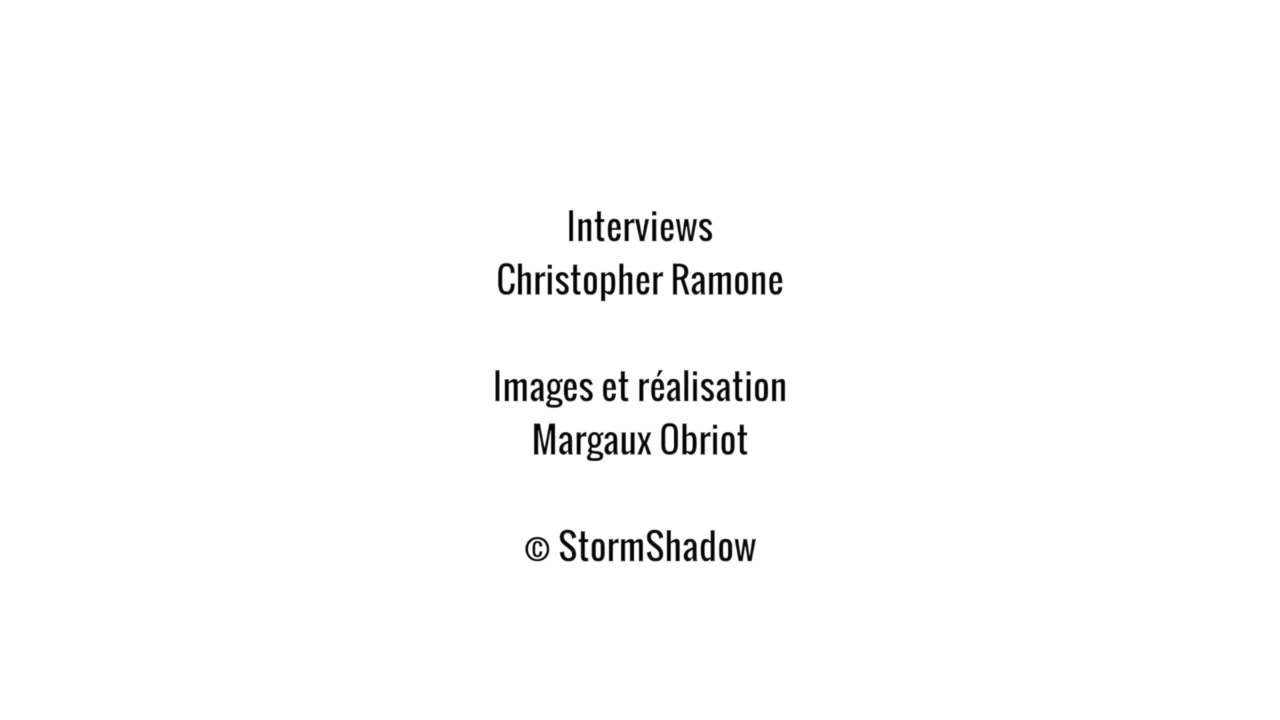 Interviews
Christopher Ramone
Images et réalisation
Margaux Obriot
© StormShadow